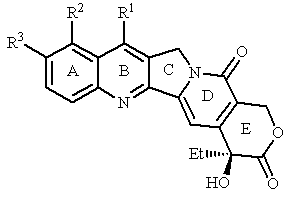 R² R¹
R³ A B C N O
N D
E O
Et
HO O